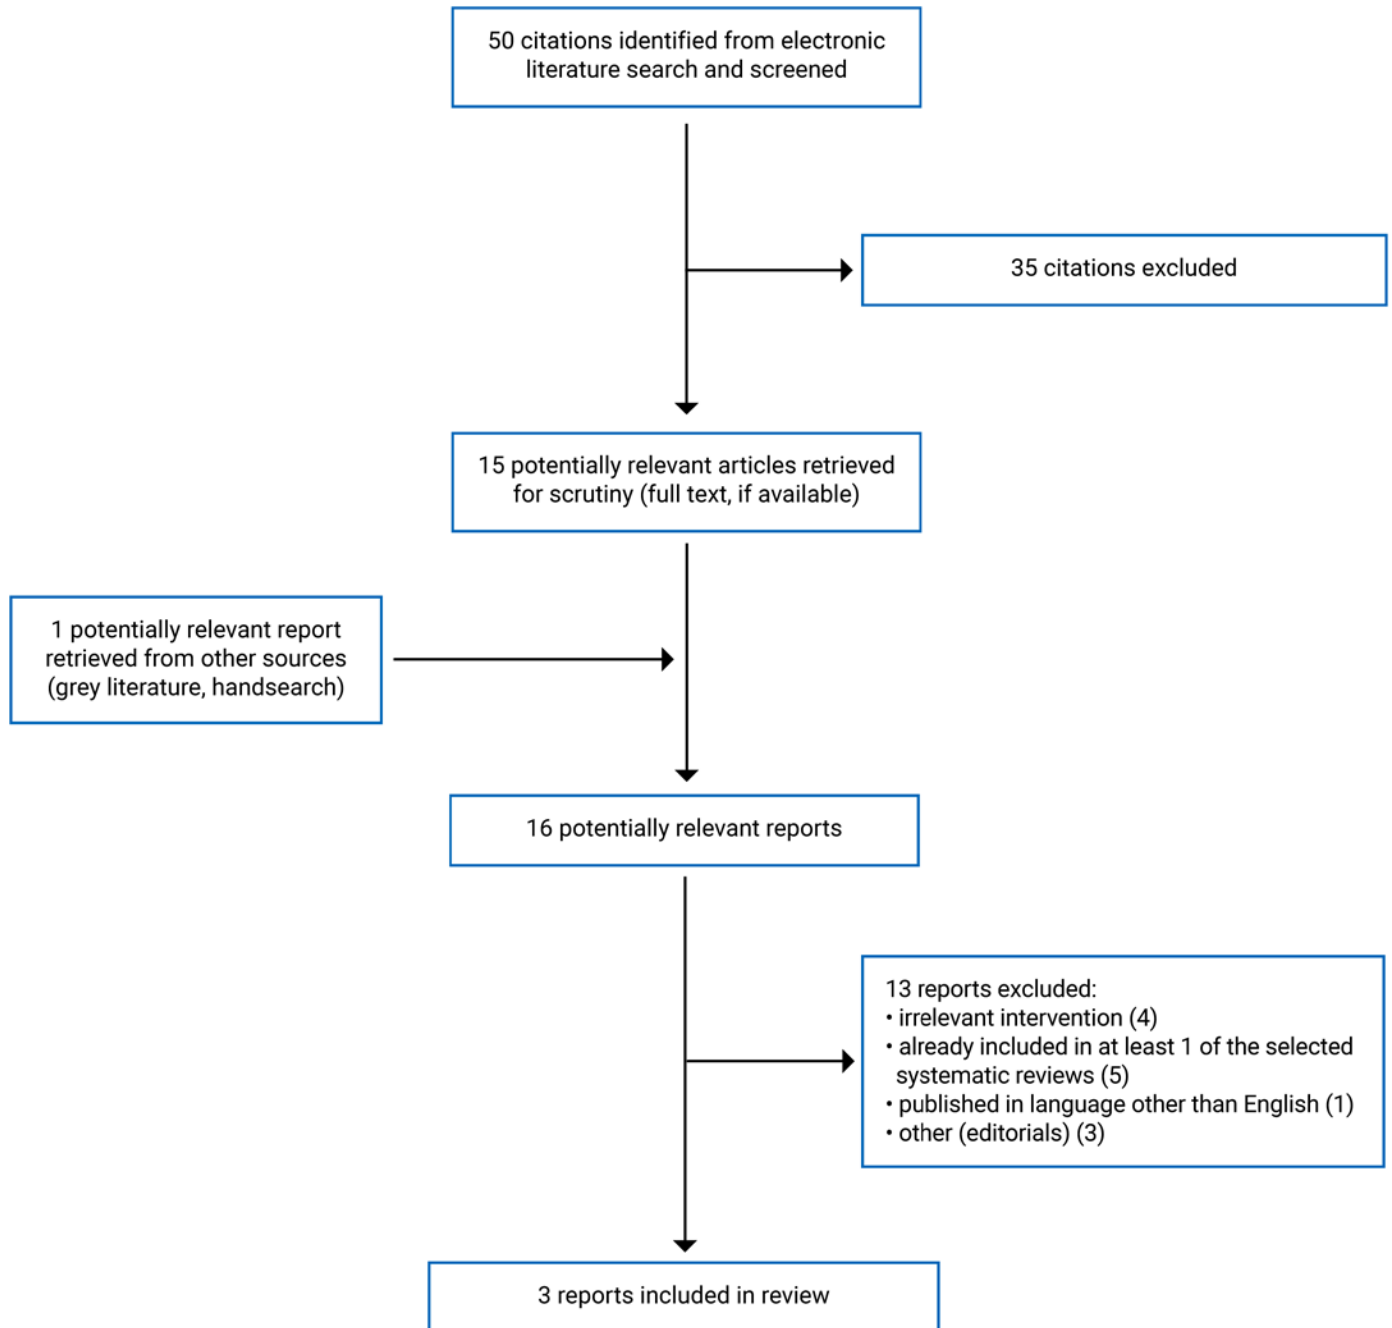 50 citations identified from electronic
literature search and screened
35 citations excluded
15 potentially relevant articles retrieved
for scrutiny (full text, if available)
1 potentially relevant report
retrieved from other sources
(grey literature, handsearch)
16 potentially relevant reports
13 reports excluded:
• irrelevant intervention (4)
• already included in at least 1 of the selected
systematic reviews (5)
• published in language other than English (1)
• other (editorials) (3)
3 reports included in review